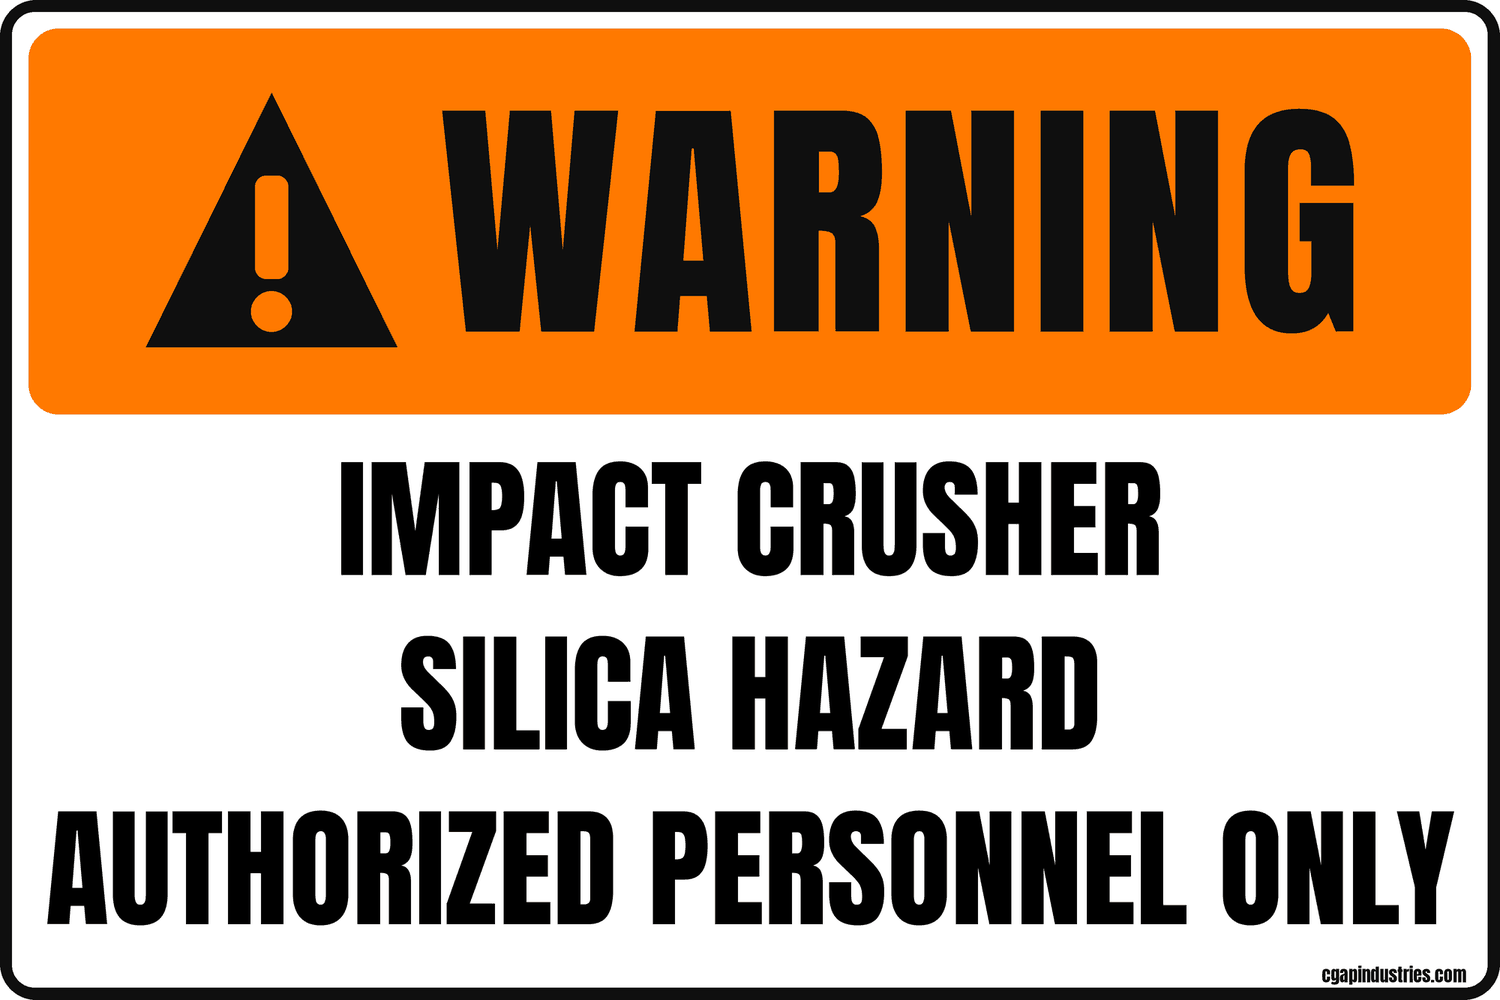 WARNING
IMPACT CRUSHER
SILICA HAZARD
AUTHORIZED PERSONNEL ONLY
cgapindustries.com